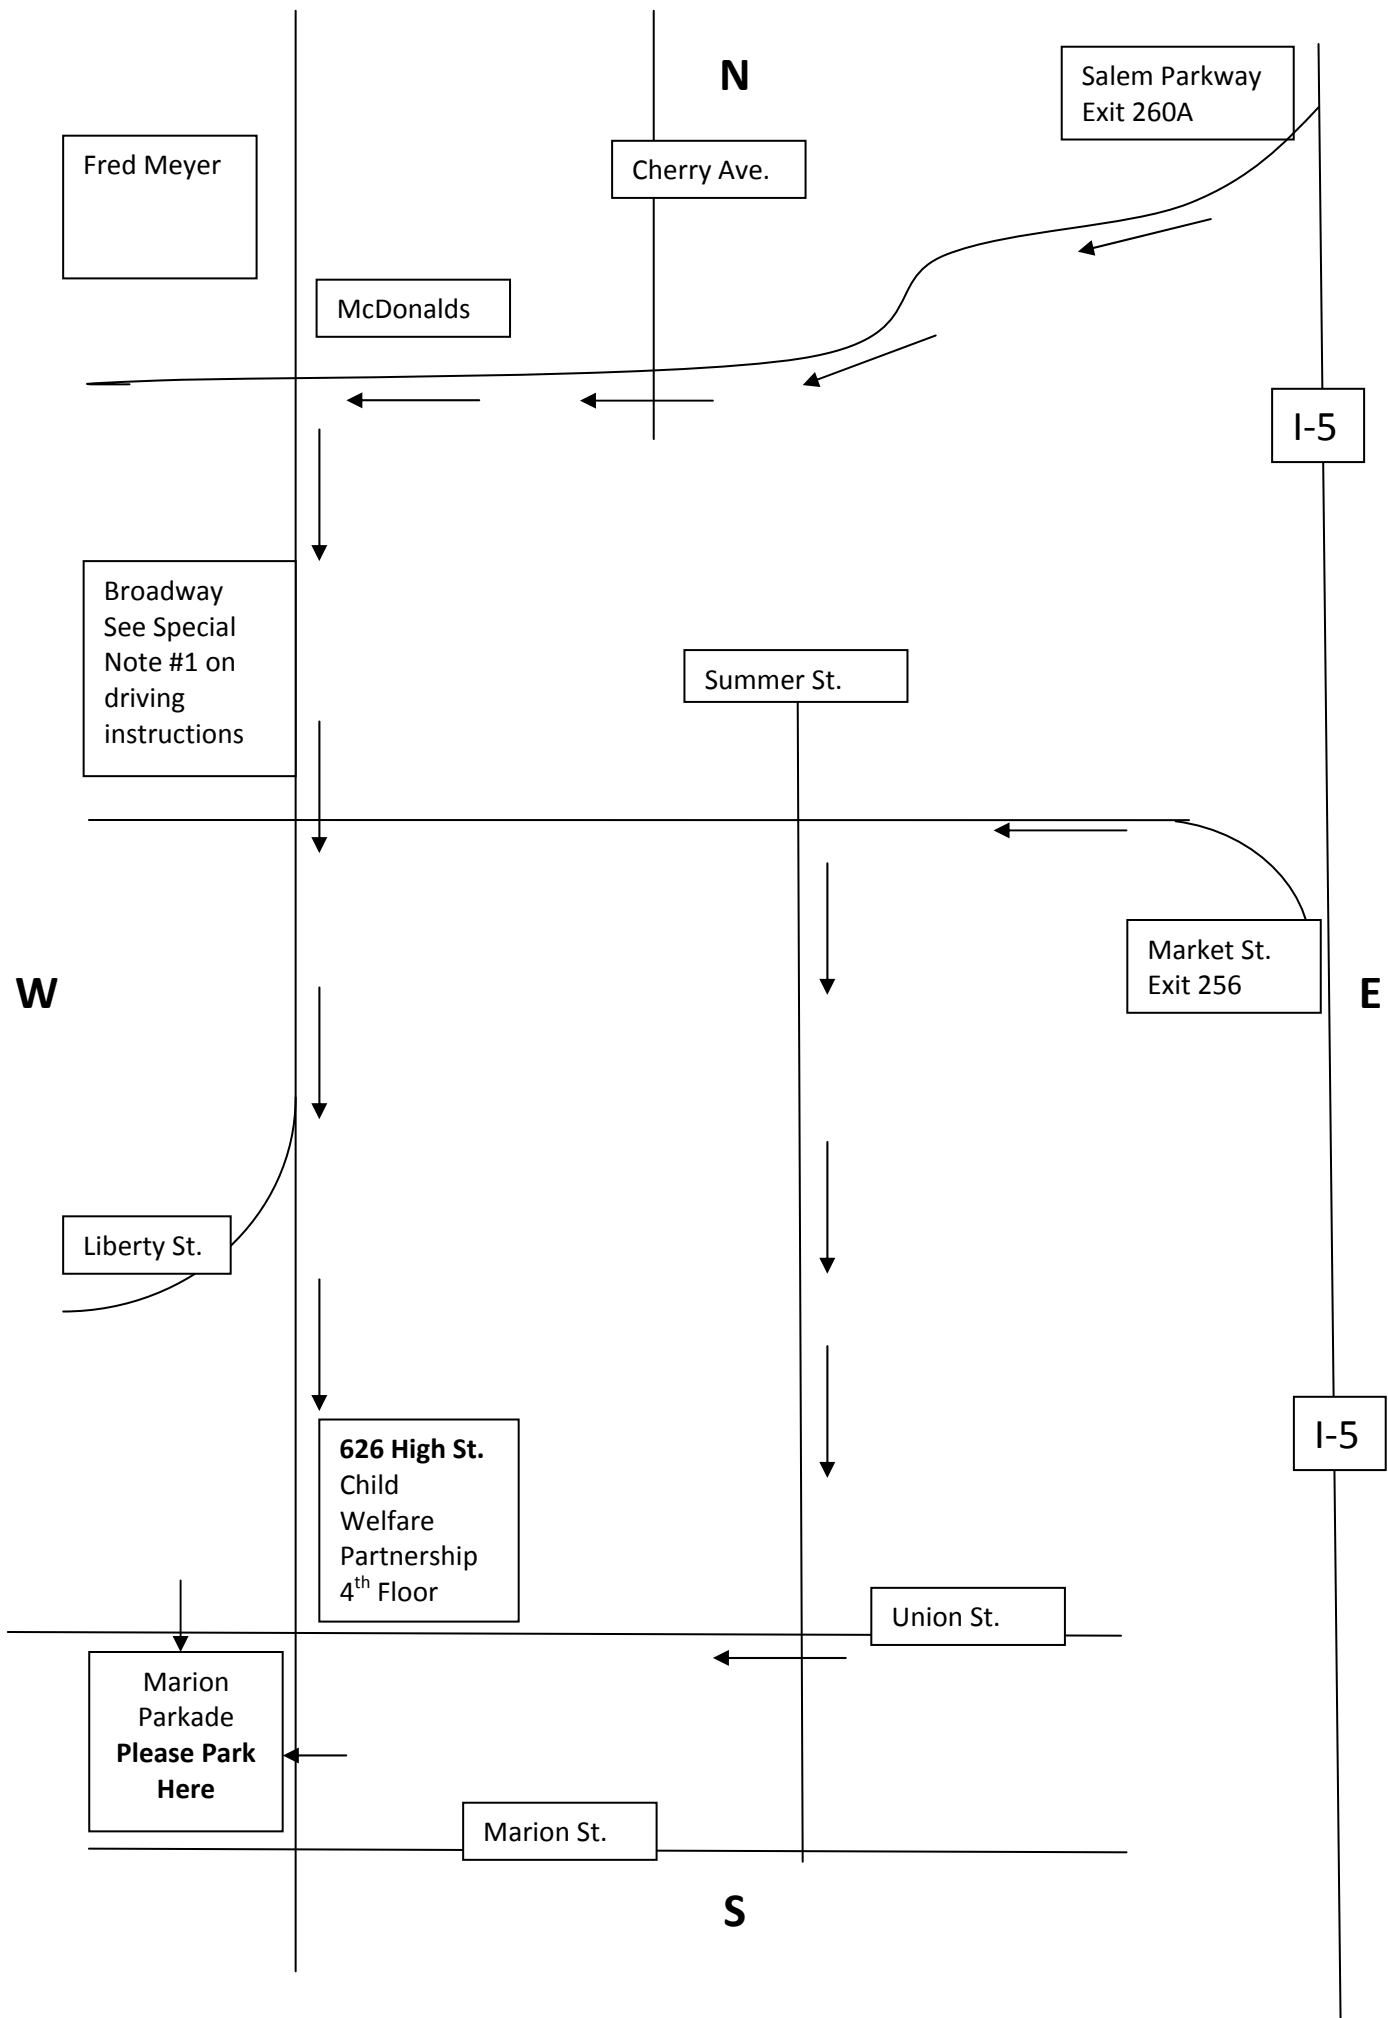 N
Salem Parkway
Exit 260A
Fred Meyer
Cherry Ave.
McDonalds
I-5
Broadway
See Special
Note #1 on
driving
instructions
Summer St.
Market St.
Exit 256
W
E
Liberty St.
626 High St.
Child
Welfare
Partnership
4th Floor
I-5
Union St.
Marion
Parkade
Please Park
Here
Marion St.
S